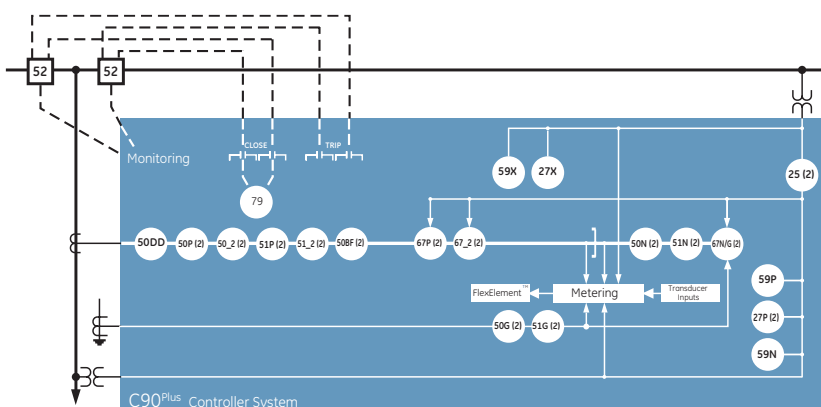 52
52
CLOSE
TRIP
Monitoring
59X
27X
25 (2)
79
50DD
50P (2)
50_2 (2)
51P (2)
51_2 (2)
50BF (2)
67P (2)
67_2 (2)
50N (2)
51N (2)
67N/G (2)
59P
FlexElement™
Metering
Transducer
Inputs
50G (2)
51G (2)
27P (2)
59N
C90Plus Controller System